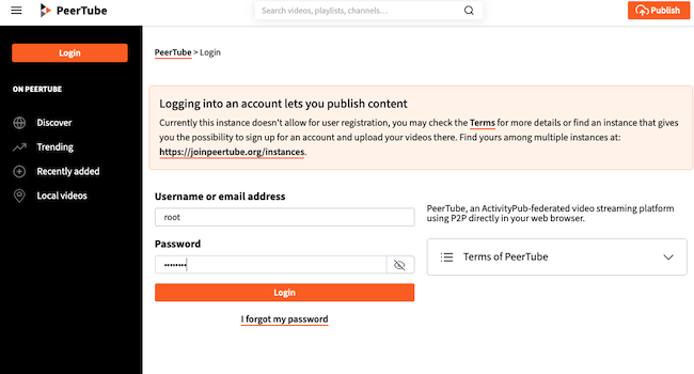 PeerTube
Search videos, playlists, channels…
Publish
Login
ON PEERTUBE
Discover
Trending
Recently added
Local videos
PeerTube > Login
Logging into an account lets you publish content
Currently this instance doesn't allow for user registration, you may check the Terms for more details or find an instance that gives
you the possibility to sign up for an account and upload your videos there. Find yours among multiple instances at:
https://joinpeertube.org/instances.
Username or email address
root
Password
••••••••
Login
I forgot my password
PeerTube, an ActivityPub-federated video streaming platform
using P2P directly in your web browser.
Terms of PeerTube